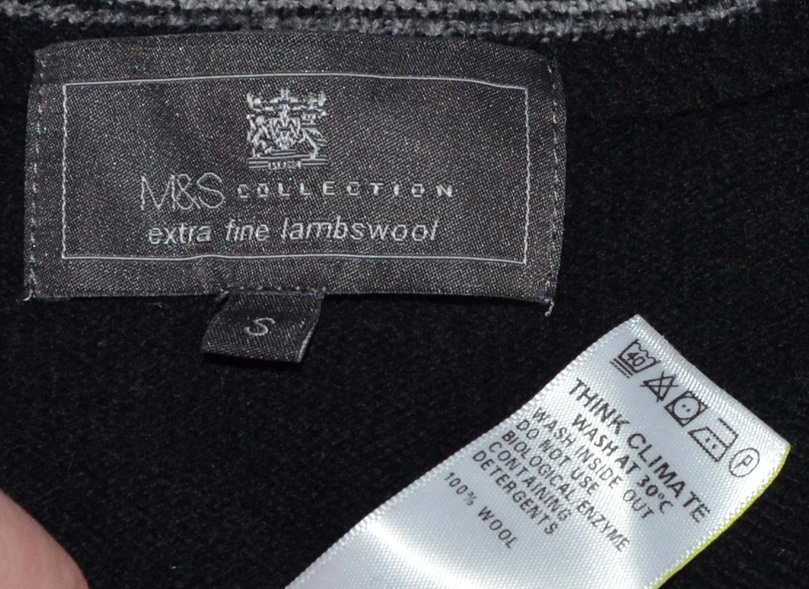 M&S COLLECTION
extra fine lambswool
S
40
P
THINK CLIMATE
WASH AT 30°C
WASH INSIDE OUT
DO NOT USE
BIOLOGICAL ENZYME
CONTAINING
DETERGENTS
100% WOOL